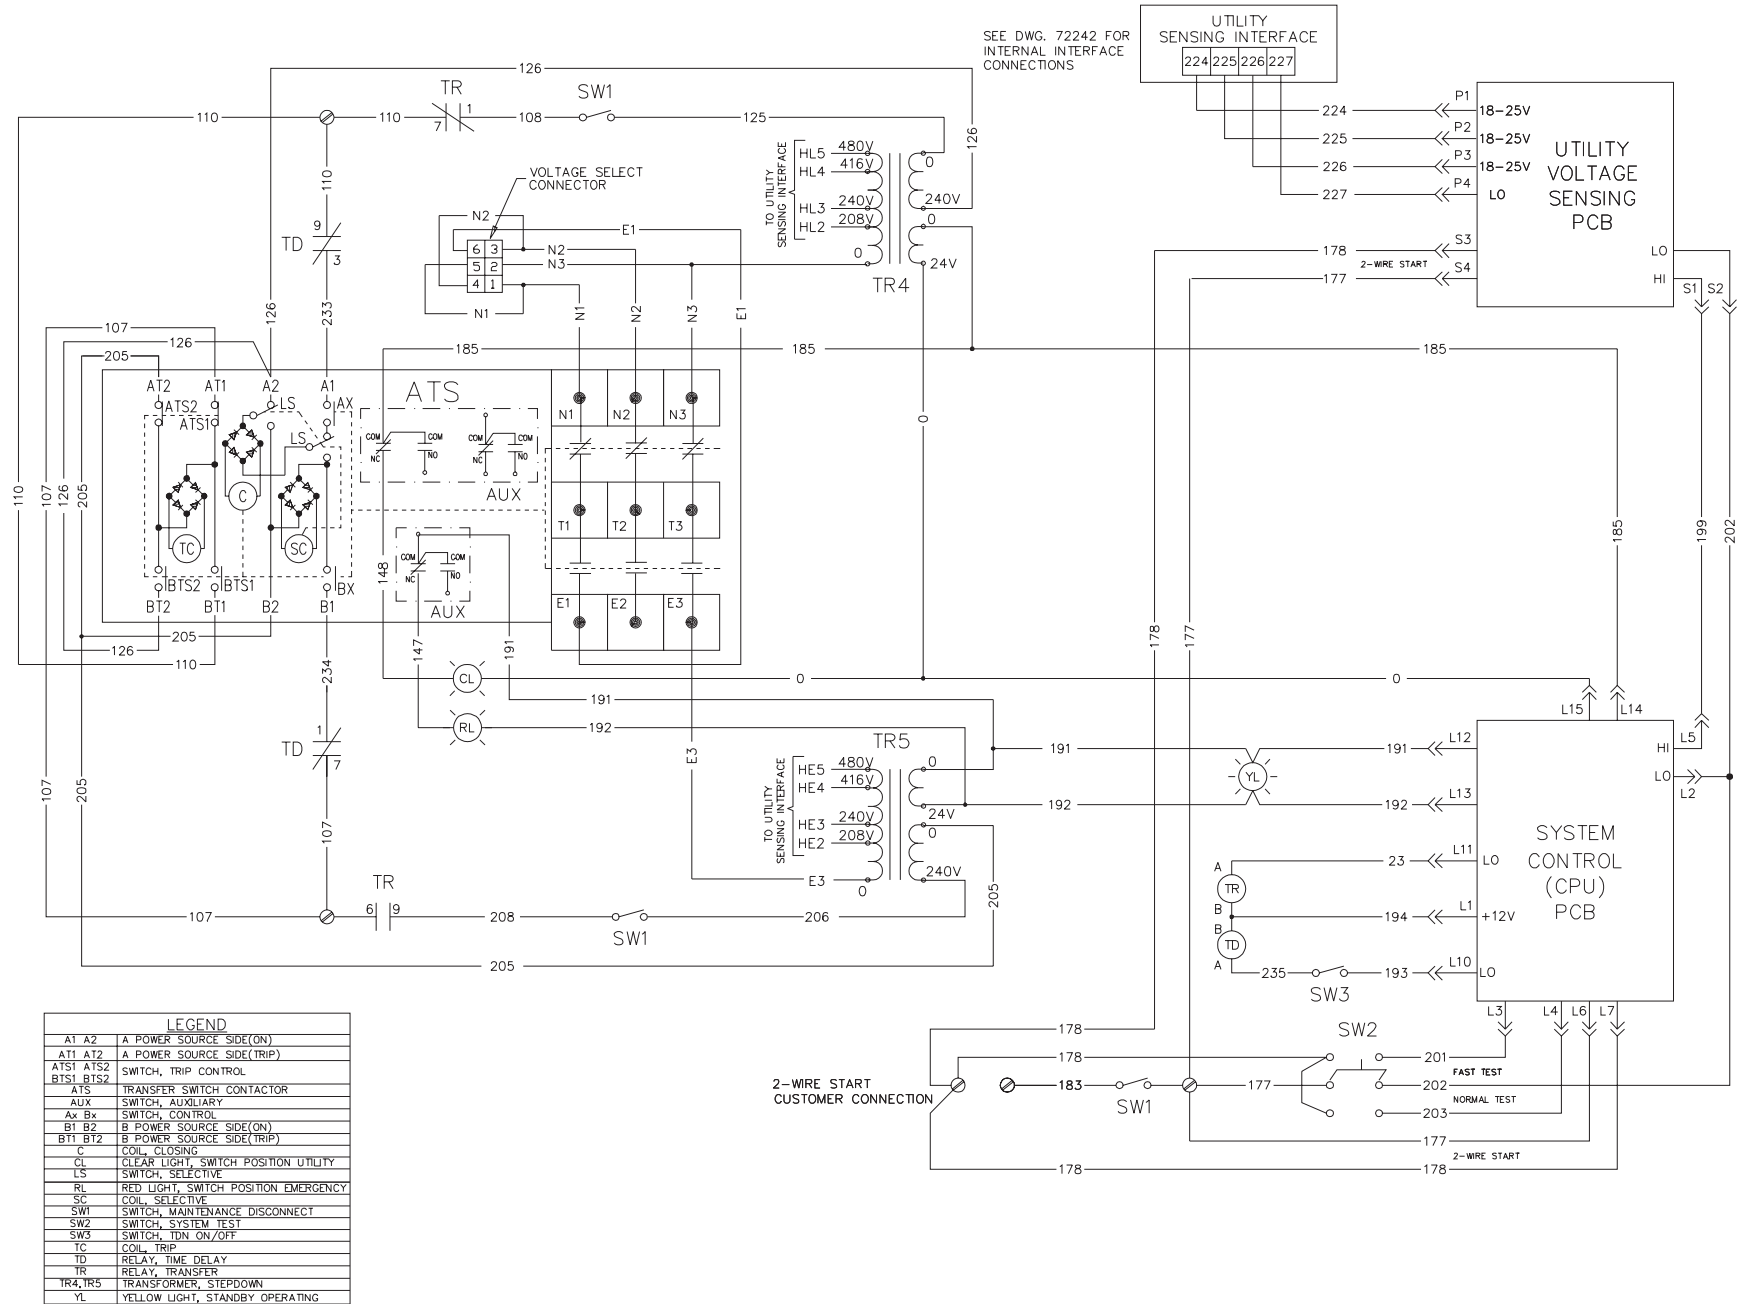 SEE DWG. 72242 FOR
INTERNAL INTERFACE
CONNECTIONS
UTILITY
SENSING INTERFACE
224 225 226 227
126
TR
SW1
110
110
7
1
108
125
224
P1
18-25V
225
P2
18-25V
226
P3
18-25V
227
P4
LO
UTILITY
VOLTAGE
SENSING
PCB
178
S3
2-WIRE START
177
S4
LO
HI
S1
S2
TO UTILITY
SENSING INTERFACE
HL5 480V
HL4 416V
HL3 240V
HL2 208V
0
0
240V
0
24V
TR4
126
VOLTAGE SELECT
CONNECTOR
N2
E1
6 3
N2
5 2
N3
4 1
N1
110
9
TD
3
126
233
N1
N2
N3
E1
107
126
205
185
185
185
AT2
AT1
A2
A1
ATS
ATS2
ATS1
LS
AX
LS
COM
COM
NC
NO
COM
COM
NC
NO
AUX
N1
N2
N3
0
110
107
126
205
C
TC
SC
T1
T2
T3
148
COM
COM
NC
NO
AUX
BTS2
BTS1
BX
BT2
BT1
B2
B1
E1
E2
E3
185
199
202
178
177
205
126
110
234
147
191
CL
0
0
191
RL
192
L15
L14
1
TD
7
E3
TR5
TO UTILITY
SENSING INTERFACE
HE5 480V
HE4 416V
HE3 240V
HE2 208V
E3
0
0
24V
0
240V
191
YL
191
L12
192
192
L13
HI
L5
LO
L2
SYSTEM
CONTROL
(CPU)
PCB
107
205
107
205
A
TR
B
23
L11
LO
194
L1
+12V
B
TD
A
235
SW3
193
L10
LO
TR
107
6
9
208
SW1
206
205
L3
L4
L6
L7
178
SW2
178
201
FAST TEST
2-WIRE START
CUSTOMER CONNECTION
183
SW1
177
202
NORMAL TEST
203
177
2-WIRE START
178
178
LEGEND
A1 A2 A POWER SOURCE SIDE(ON)
AT1 AT2 A POWER SOURCE SIDE(TRIP)
ATS1 ATS2
BTS1 BTS2 SWITCH, TRIP CONTROL
ATS TRANSFER SWITCH CONTACTOR
AUX SWITCH, AUXILIARY
Ax Bx SWITCH, CONTROL
B1 B2 B POWER SOURCE SIDE(ON)
BT1 BT2 B POWER SOURCE SIDE(TRIP)
C COIL, CLOSING
CL CLEAR LIGHT, SWITCH POSITION UTILITY
LS SWITCH, SELECTIVE
RL RED LIGHT, SWITCH POSITION EMERGENCY
SC COIL, SELECTIVE
SW1 SWITCH, MAINTENANCE DISCONNECT
SW2 SWITCH, SYSTEM TEST
SW3 SWITCH, TDN ON/OFF
TC COIL, TRIP
TD RELAY, TIME DELAY
TR RELAY, TRANSFER
TR4,TR5 TRANSFORMER, STEPDOWN
YL YELLOW LIGHT, STANDBY OPERATING